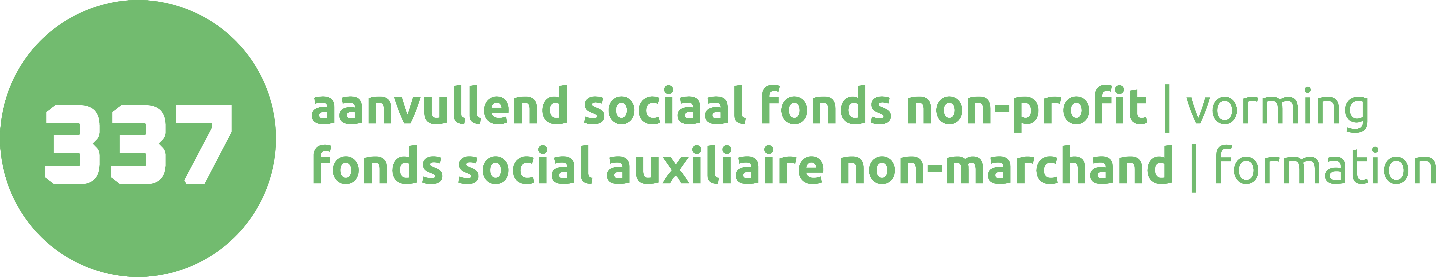 337
aanvullend sociaal fonds non-profit | vorming
fonds social auxiliaire non-marchand | formation